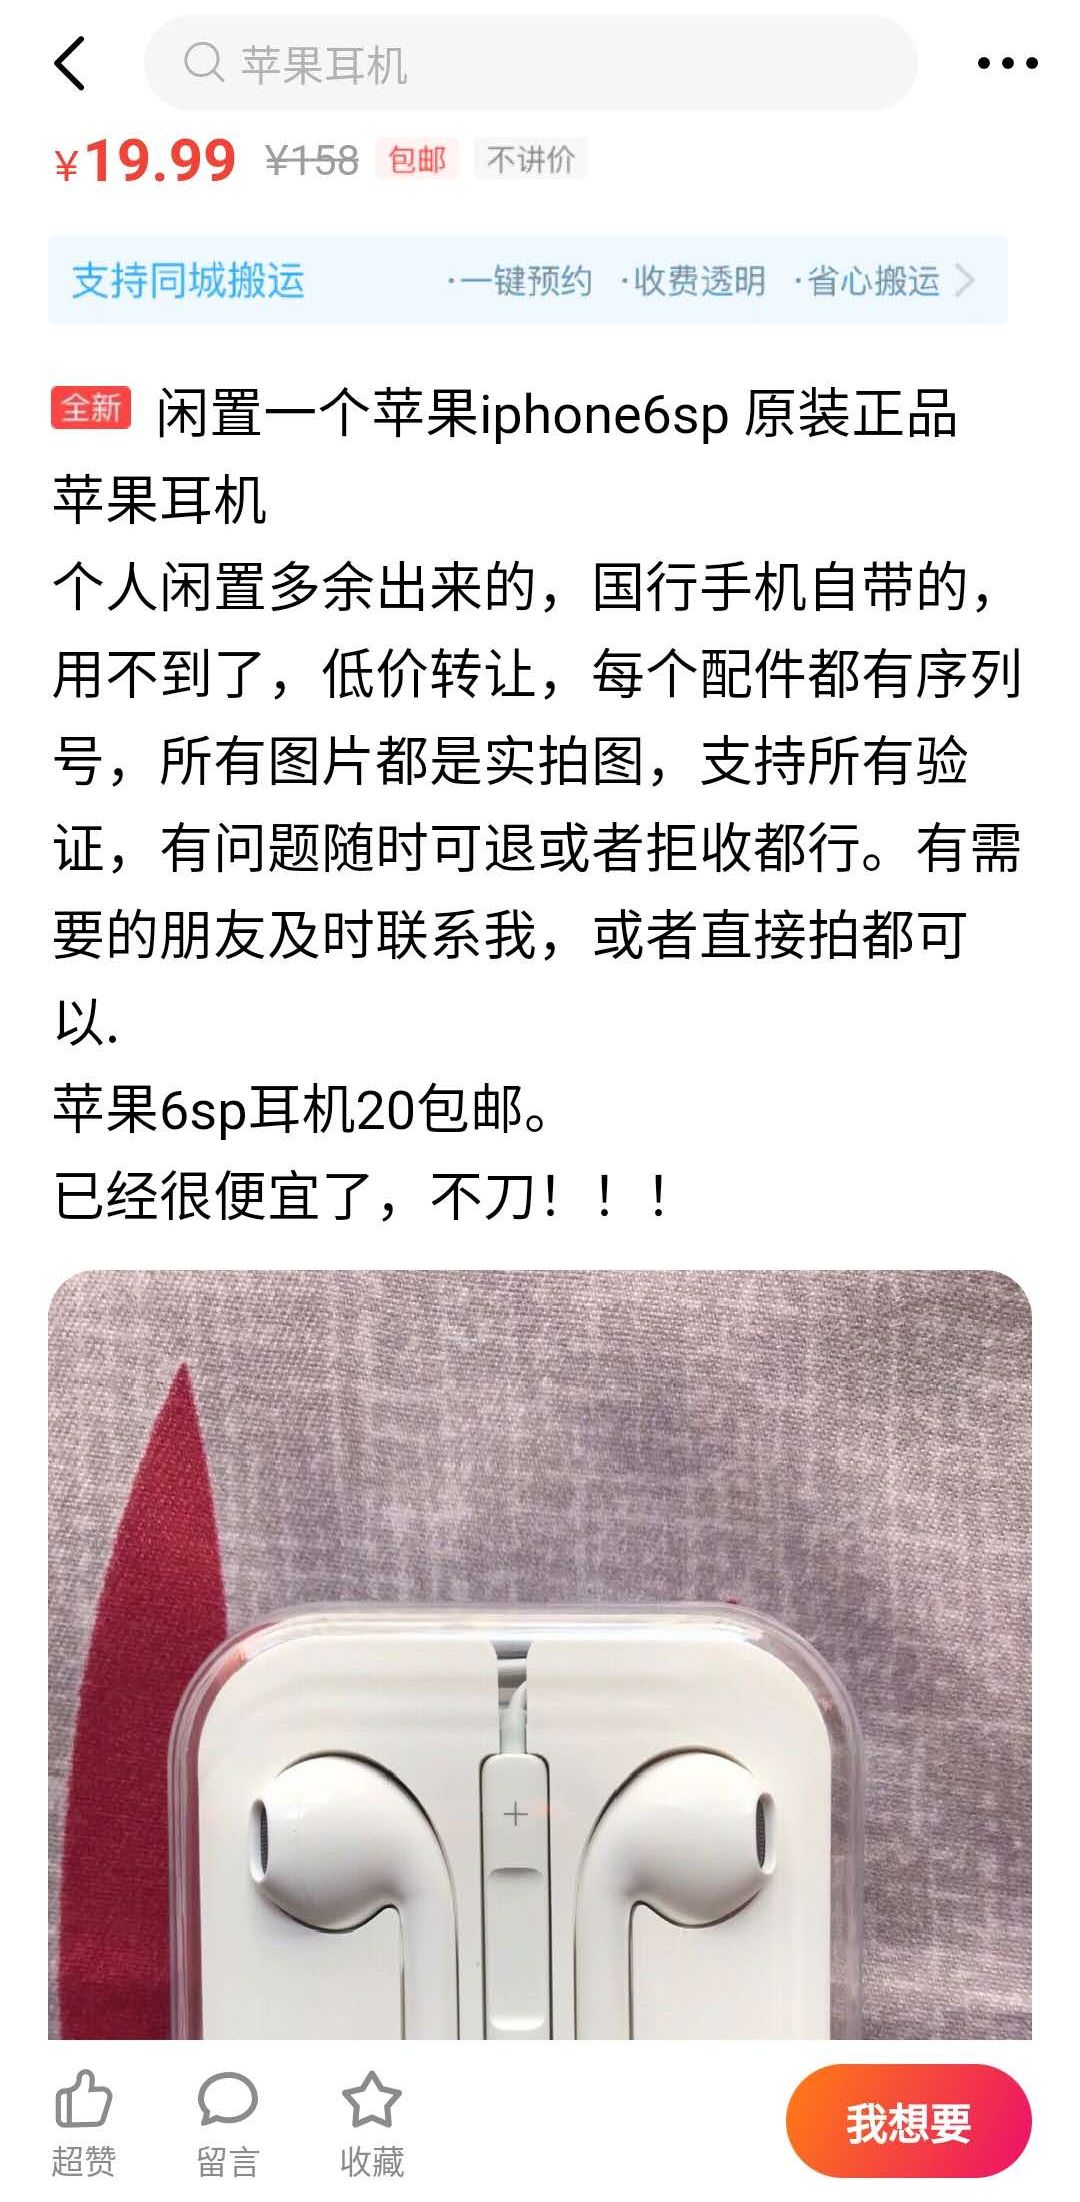 苹果耳机
¥19.99 ¥158 包邮 不讲价
支持同城搬运 ·一键预约 ·收费透明 ·省心搬运
全新 闲置一个苹果iphone6sp 原装正品
苹果耳机
个人闲置多余出来的，国行手机自带的，
用不到了，低价转让，每个配件都有序列
号，所有图片都是实拍图，支持所有验
证，有问题随时可退或者拒收都行。有需
要的朋友及时联系我，或者直接拍都可
以.
苹果6sp耳机20包邮。
已经很便宜了，不刀！！！
+
超赞 留言 收藏 我想要